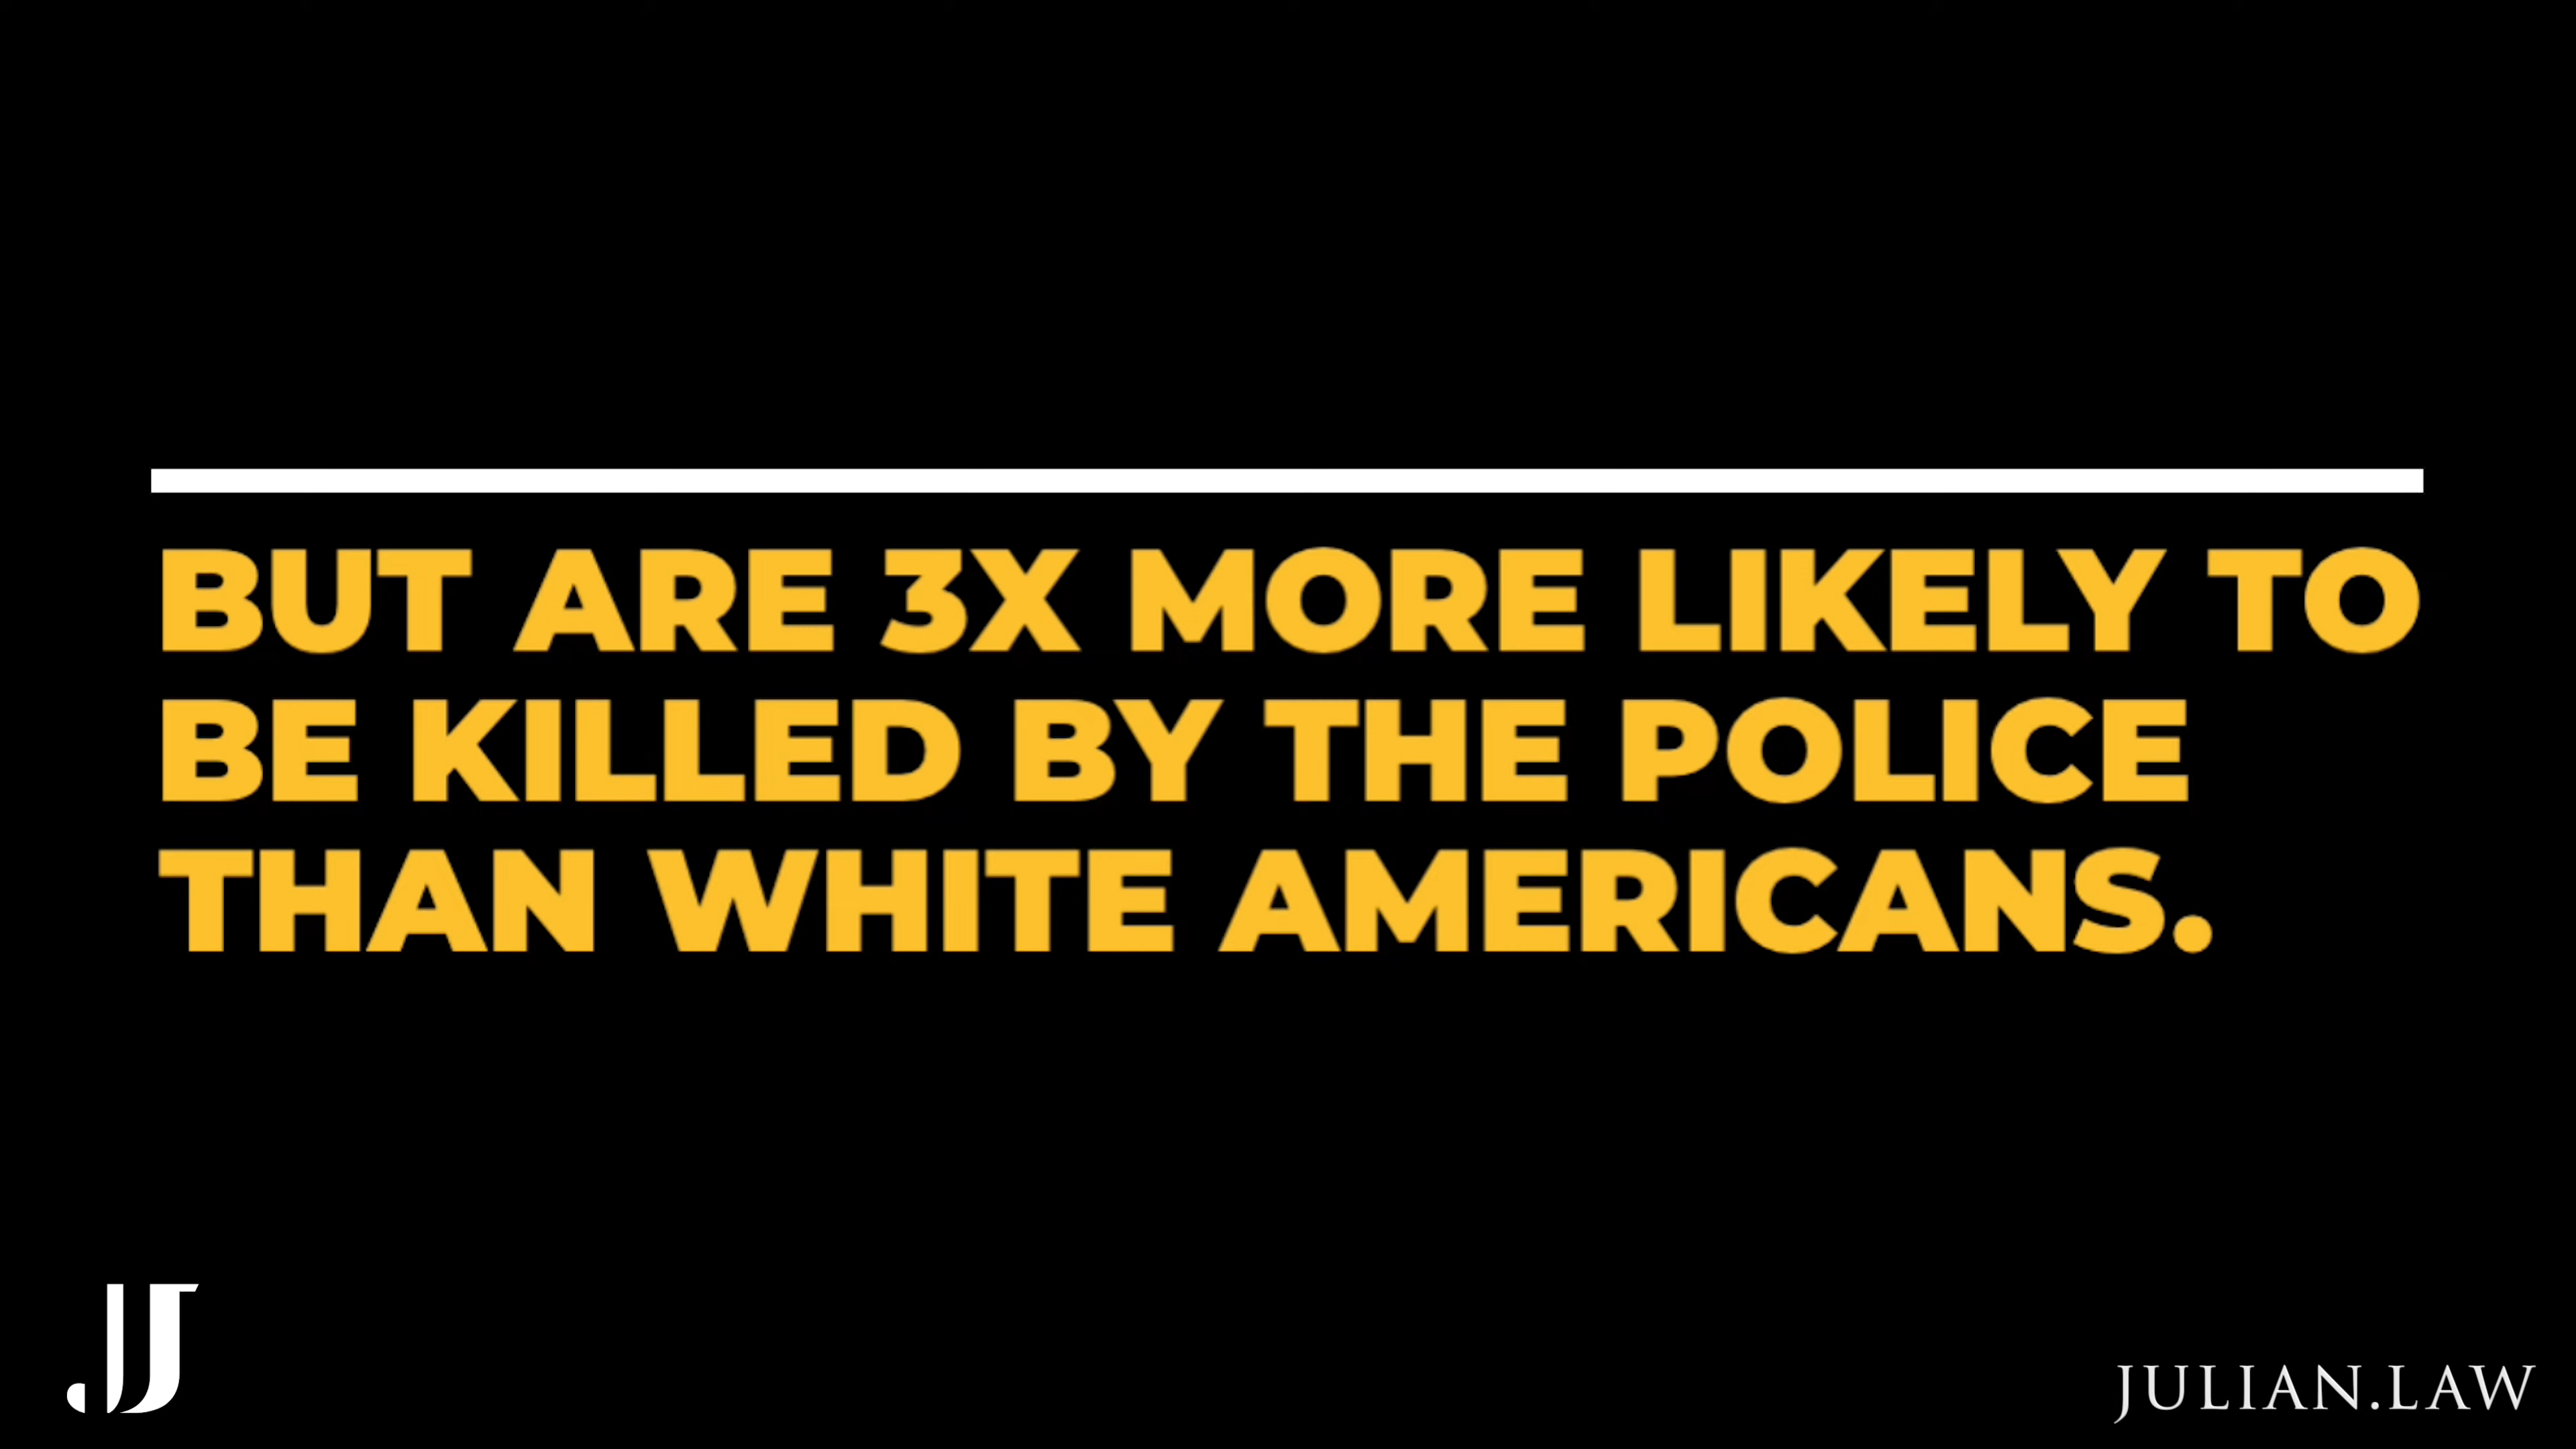 BUT ARE 3X MORE LIKELY TO
BE KILLED BY THE POLICE
THAN WHITE AMERICANS.
JJ
JULIAN.LAW